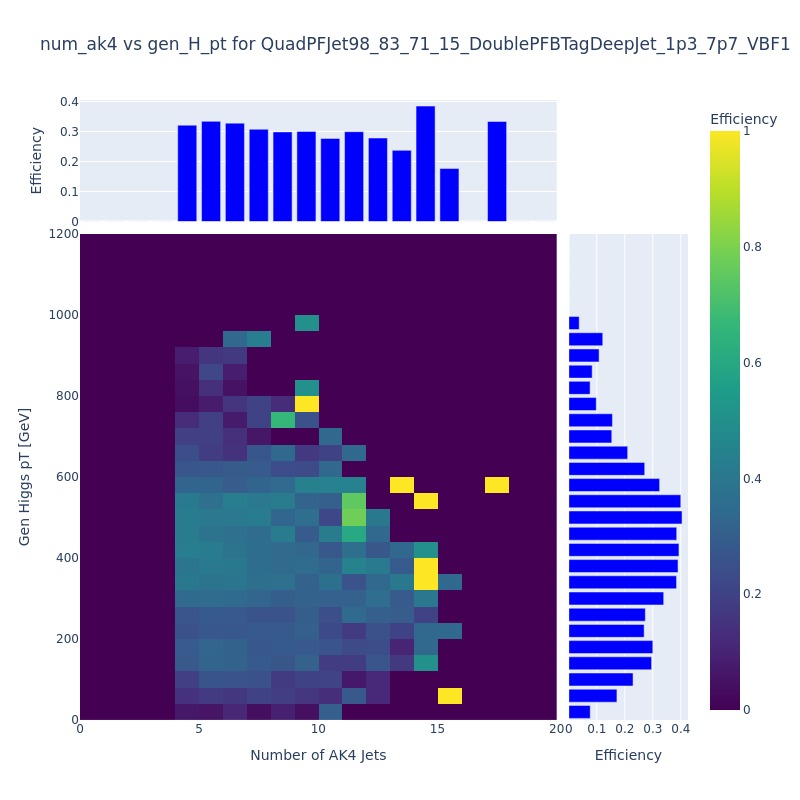 num_ak4 vs gen_H_pt for QuadPFJet98_83_71_15_DoublePFBTagDeepJet_1p3_7p7_VBF1
Efficiency
0.4
0.3
0.2
0.1
0
Efficiency
1
0.8
0.6
0.4
0.2
0
Gen Higgs pT [GeV]
1200
1000
800
600
400
200
0
0 5 10 15 20
Number of AK4 Jets
0 0.1 0.2 0.3 0.4
Efficiency